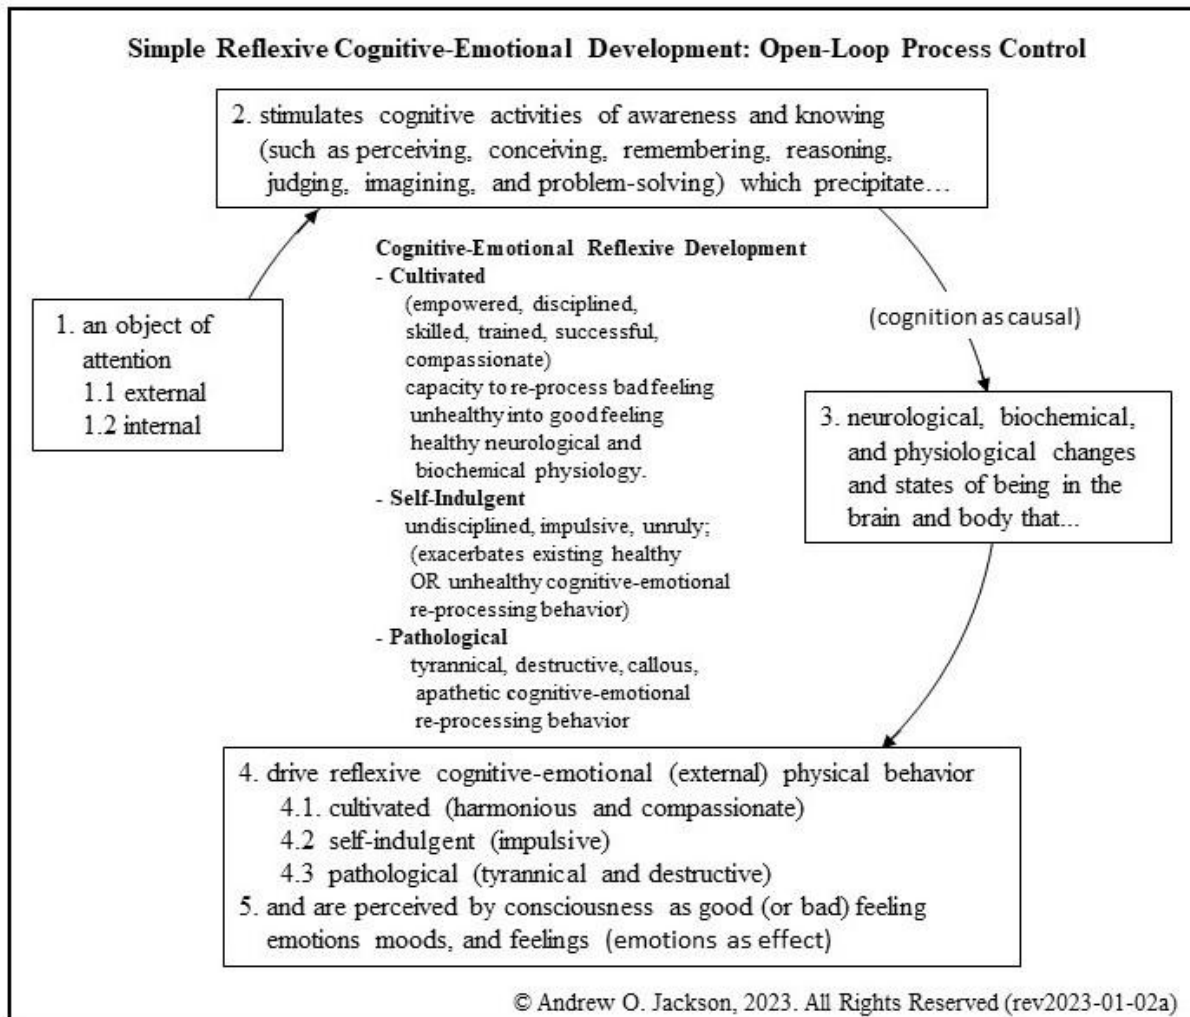 Simple Reflexive Cognitive-Emotional Development: Open-Loop Process Control
2. stimulates cognitive activities of awareness and knowing
(such as perceiving, conceiving, remembering, reasoning,
judging, imagining, and problem-solving) which precipitate…
1. an object of
attention
1.1 external
1.2 internal
Cognitive-Emotional Reflexive Development
- Cultivated
(empowered, disciplined,
skilled, trained, successful,
compassionate)
capacity to re-process bad feeling
unhealthy into good feeling
healthy neurological and
biochemical physiology.
- Self-Indulgent
undisciplined, impulsive, unruly;
(exacerbates existing healthy
OR unhealthy cognitive-emotional
re-processing behavior)
- Pathological
tyrannical, destructive, callous,
apathetic cognitive-emotional
re-processing behavior
(cognition as causal)
3. neurological, biochemical,
and physiological changes
and states of being in the
brain and body that...
4. drive reflexive cognitive-emotional (external) physical behavior
4.1. cultivated (harmonious and compassionate)
4.2 self-indulgent (impulsive)
4.3 pathological (tyrannical and destructive)
5. and are perceived by consciousness as good (or bad) feeling
emotions moods, and feelings (emotions as effect)
© Andrew O. Jackson, 2023. All Rights Reserved (rev2023-01-02a)